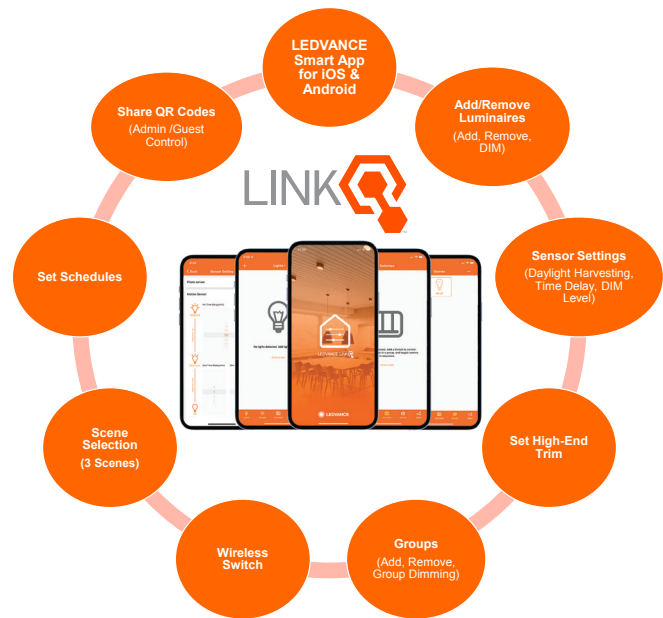 LEDVANCE
Smart App
for iOS &
Android
Share QR Codes
(Admin /Guest
Control)
Add/Remove
Luminaires
(Add, Remove,
DIM)
LINK
Set Schedules
Sensor Settings
(Daylight Harvesting,
Time Delay, DIM
Level)
LEDVANCE LINK
LEDVANCE
Scene
Selection
(3 Scenes)
Set High-End
Trim
Wireless
Switch
Groups
(Add, Remove,
Group Dimming)